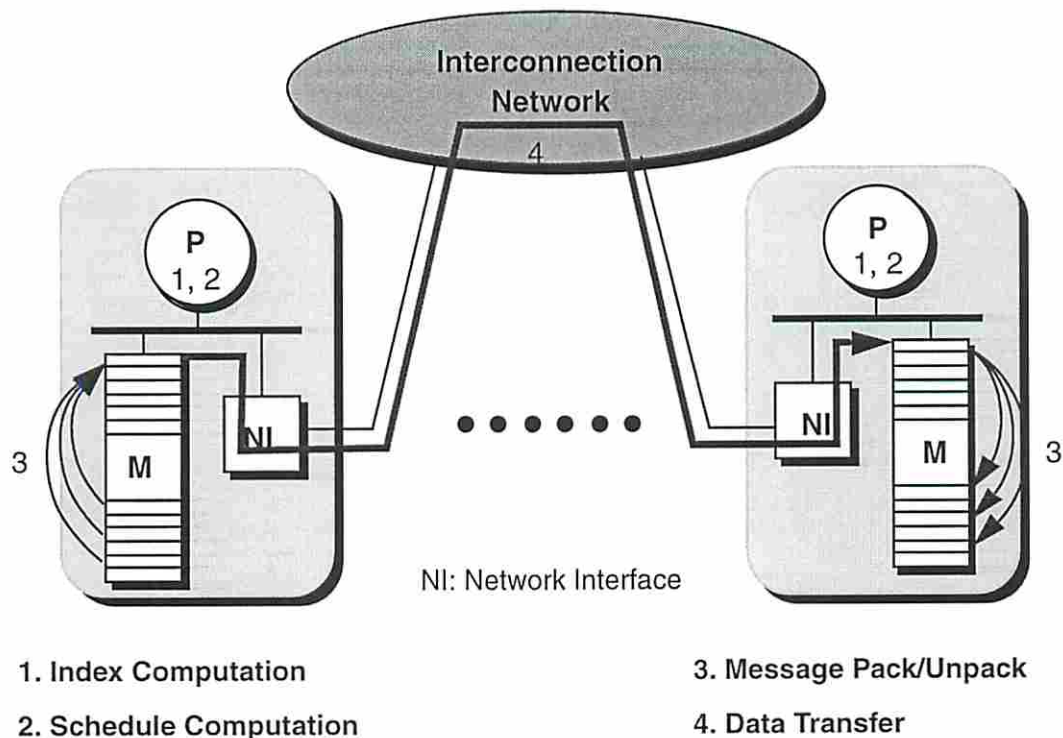 Interconnection
Network
4
P
1, 2
P
1, 2
NI
NI
M
M
3
3
NI: Network Interface
1. Index Computation
2. Schedule Computation
3. Message Pack/Unpack
4. Data Transfer